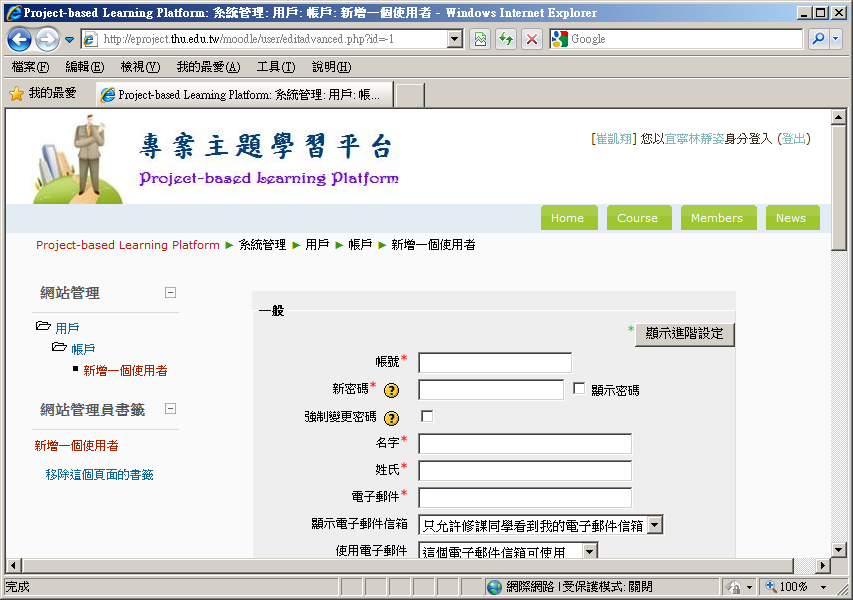 Project-based Learning Platform: 系統管理: 用戶: 帳戶: 新增一個使用者 - Windows Internet Explorer
http://eproject.thu.edu.tw/moodle/user/editadvanced.php?id=-1
Google
檔案(F) 編輯(E) 檢視(V) 我的最愛(A) 工具(T) 說明(H)
我的最愛 Project-based Learning Platform: 系統管理: 用戶: 帳...
專案主題學習平台
Project-based Learning Platform
[崔凱翔] 您以宜寧林靜姿身分登入 (登出)
Home Course Members News
Project-based Learning Platform ► 系統管理 ► 用戶 ► 帳戶 ► 新增一個使用者
網站管理
用戶
帳戶
新增一個使用者
網站管理員書籤
新增一個使用者
移除這個頁面的書籤
一般
* 顯示進階設定
帳號*
新密碼* ? 顯示密碼
強制變更密碼 ?
名字*
姓氏*
電子郵件*
顯示電子郵件信箱 只允許修課同學看到我的電子郵件信箱
使用電子郵件 這個電子郵件信箱可使用
完成 網際網路 | 受保護模式: 關閉 100%